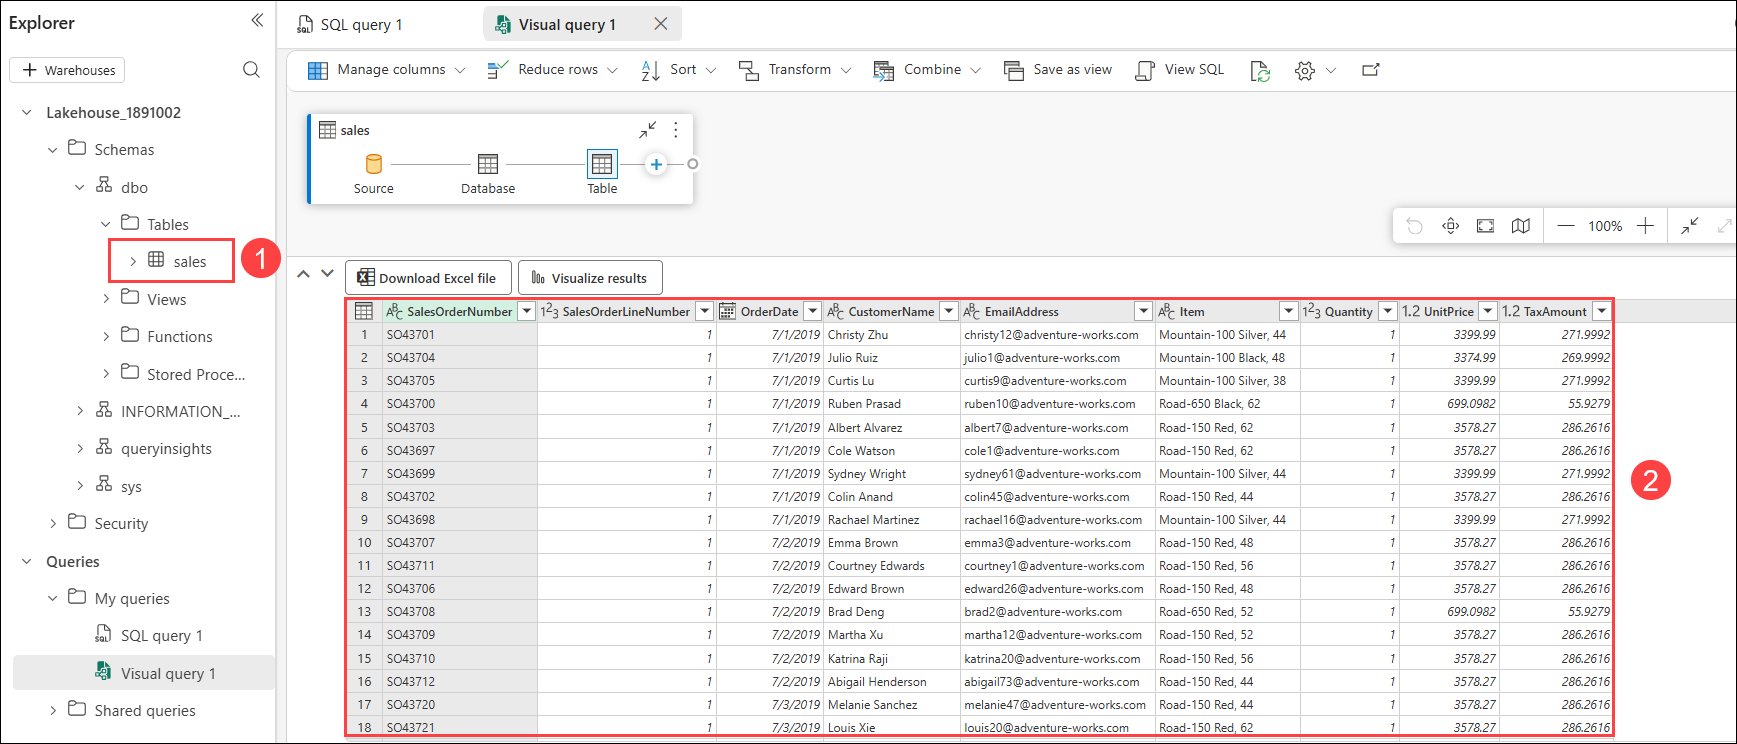 Explorer
Warehouses
Lakehouse_1891002
Schemas
dbo
Tables
sales
1
Views
Functions
Stored Proce...
INFORMATION_...
queryinsights
sys
Security
Queries
My queries
SQL query 1
Visual query 1
Shared queries
SQL query 1
Visual query 1
Manage columns Reduce rows Sort Transform Combine Save as view View SQL
sales
Source Database Table
100%
Download Excel file Visualize results
SalesOrderNumber SalesOrderLineNumber OrderDate CustomerName EmailAddress Item Quantity 1.2 UnitPrice 1.2 TaxAmount
1 SO43701 1 7/1/2019 Christy Zhu christy12@adventure-works.com Mountain-100 Silver, 44 1 3399.99 271.9992
2 SO43704 1 7/1/2019 Julio Ruiz julio1@adventure-works.com Mountain-100 Black, 48 1 3374.99 269.9992
3 SO43705 1 7/1/2019 Curtis Lu curtis9@adventure-works.com Mountain-100 Silver, 38 1 3399.99 271.9992
4 SO43700 1 7/1/2019 Ruben Prasad ruben10@adventure-works.com Road-650 Black, 62 1 699.0982 55.9279
5 SO43703 1 7/1/2019 Albert Alvarez albert7@adventure-works.com Road-150 Red, 62 1 3578.27 286.2616
6 SO43697 1 7/1/2019 Cole Watson cole1@adventure-works.com Road-150 Red, 62 1 3578.27 286.2616
7 SO43699 1 7/1/2019 Sydney Wright sydney61@adventure-works.com Mountain-100 Silver, 44 1 3399.99 271.9992
8 SO43702 1 7/1/2019 Colin Anand colin45@adventure-works.com Road-150 Red, 44 1 3578.27 286.2616
9 SO43698 1 7/1/2019 Rachael Martinez rachael16@adventure-works.com Mountain-100 Silver, 44 1 3399.99 271.9992
10 SO43707 1 7/2/2019 Emma Brown emma3@adventure-works.com Road-150 Red, 48 1 3578.27 286.2616
11 SO43711 1 7/2/2019 Courtney Edwards courtney1@adventure-works.com Road-150 Red, 56 1 3578.27 286.2616
12 SO43706 1 7/2/2019 Edward Brown edward26@adventure-works.com Road-150 Red, 48 1 3578.27 286.2616
13 SO43708 1 7/2/2019 Brad Deng brad2@adventure-works.com Road-650 Red, 52 1 699.0982 55.9279
14 SO43709 1 7/2/2019 Martha Xu martha12@adventure-works.com Road-150 Red, 52 1 3578.27 286.2616
15 SO43710 1 7/2/2019 Katrina Raji katrina20@adventure-works.com Road-150 Red, 56 1 3578.27 286.2616
16 SO43712 1 7/2/2019 Abigail Henderson abigail73@adventure-works.com Road-150 Red, 44 1 3578.27 286.2616
17 SO43720 1 7/3/2019 Melanie Sanchez melanie47@adventure-works.com Road-150 Red, 44 1 3578.27 286.2616
18 SO43721 1 7/3/2019 Louis Xie louis20@adventure-works.com Road-150 Red, 62 1 3578.27 286.2616
2